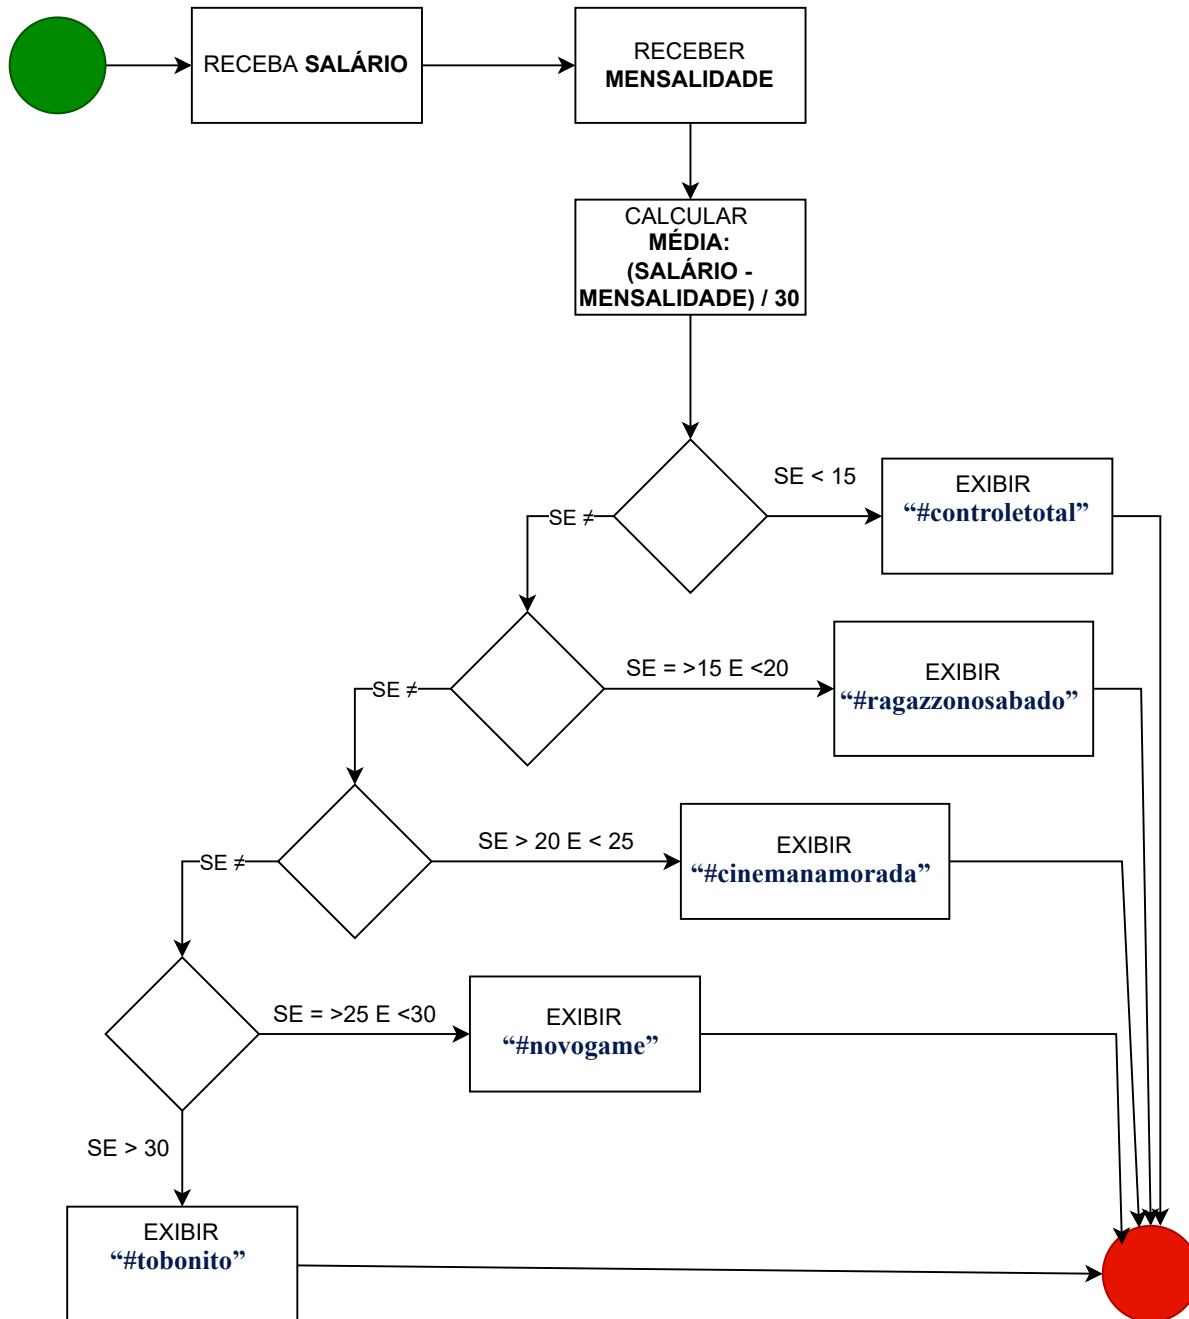 RECEBA SALÁRIO
RECEBER
MENSALIDADE
CALCULAR
MÉDIA:
(SALÁRIO -
MENSALIDADE) / 30
SE < 15
EXIBIR
“#controletotal”
SE ≠
SE = >15 E <20
EXIBIR
“#ragazzonosabado”
SE ≠
SE > 20 E < 25
EXIBIR
“#cinemanamorada”
SE ≠
SE = >25 E <30
EXIBIR
“#novogame”
SE > 30
EXIBIR
“#tobonito”